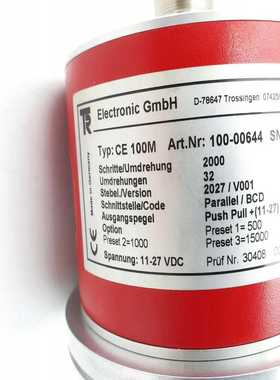 TR
Electronic GmbH
D-78647 Trossingen
Made in Germany
Typ: CE 100M Art.Nr: 100-00644 SN
Schritte/Umdrehung 2000
Umdrehungen 32
Stebel./Version 2027 / V001
Schnittstelle/Code Parallel / BCD
Ausgangspegel Push Pull +(11-27)
Option Preset 1= 500
Preset 2=1000 Preset 3=15000
Spannung: 11-27 VDC Prüf Nr. 30408
CE